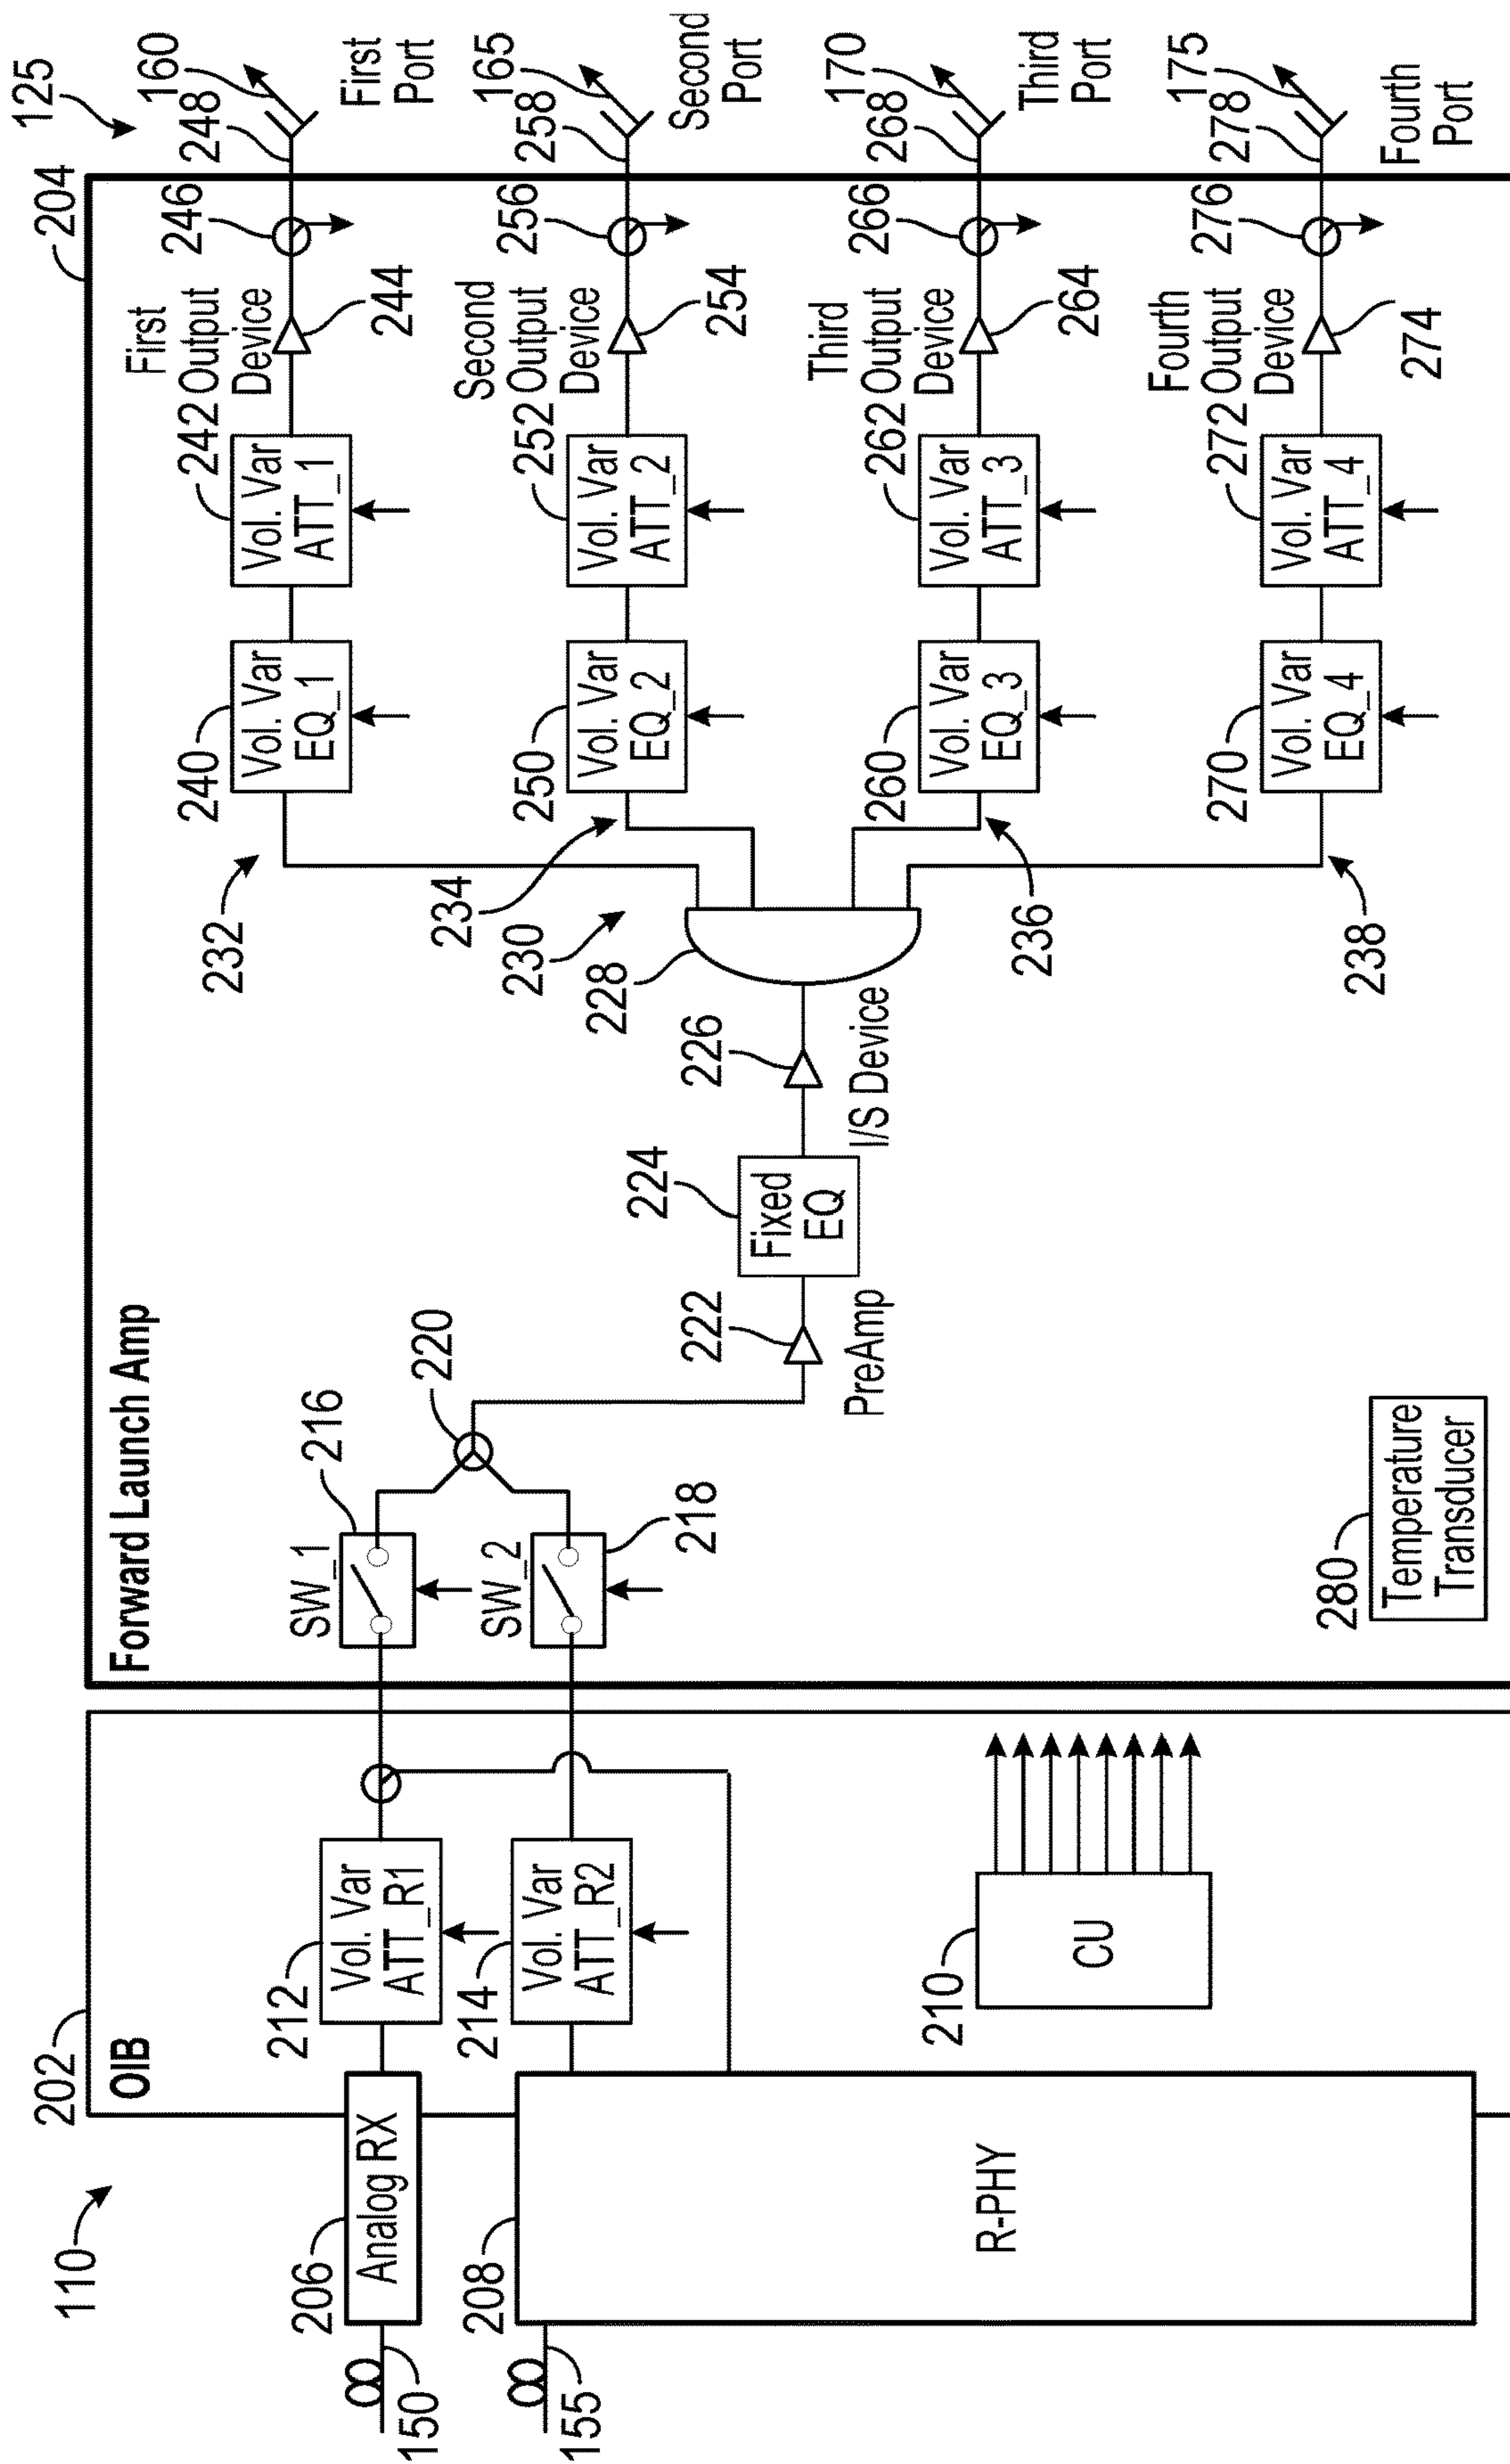 110
202
OIB
206
Analog RX
150
208
R-PHY
155
212
Vol. Var
ATT_R1
214
Vol. Var
ATT_R2
210
CU
204
Forward Launch Amp
SW_1
216
SW_2
218
220
222
PreAmp
224
Fixed
EQ
226
I/S Device
228
230
280
Temperature
Transducer
232
240
Vol. Var
EQ_1
242
Vol. Var
ATT_1
First
Output
Device
244
246
248
160
125
First
Port
234
250
Vol. Var
EQ_2
252
Vol. Var
ATT_2
Second
Output
Device
254
256
258
165
Second
Port
236
260
Vol. Var
EQ_3
262
Vol. Var
ATT_3
Third
Output
Device
264
266
268
170
Third
Port
238
270
Vol. Var
EQ_4
272
Vol. Var
ATT_4
Fourth
Output
Device
274
276
278
175
Fourth
Port